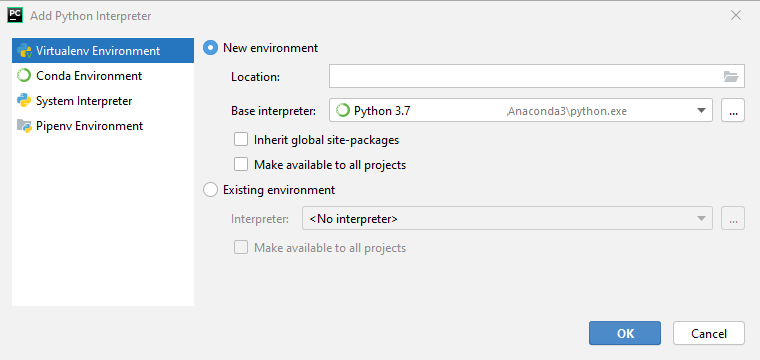 PC Add Python Interpreter
Virtualenv Environment
Conda Environment
System Interpreter
Pipenv Environment
New environment
Location:
Base interpreter: Python 3.7 Anaconda3\python.exe ...
Inherit global site-packages
Make available to all projects
Existing environment
Interpreter: <No interpreter> ...
Make available to all projects
OK Cancel